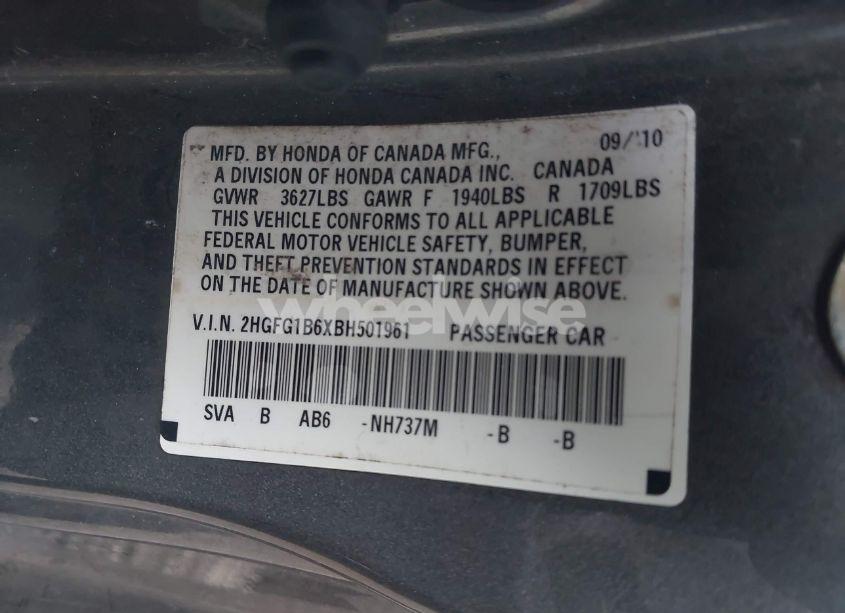 MFD. BY HONDA OF CANADA MFG., 09/'10
A DIVISION OF HONDA CANADA INC. CANADA
GVWR 3627LBS GAWR F 1940LBS R 1709LBS
THIS VEHICLE CONFORMS TO ALL APPLICABLE
FEDERAL MOTOR VEHICLE SAFETY, BUMPER,
AND THEFT PREVENTION STANDARDS IN EFFECT
ON THE DATE OF MANUFACTURE SHOWN ABOVE.
wheelwise
V.I.N. 2HGFG1B6XBH501961 PASSENGER CAR
SVA B AB6 -NH737M -B -B